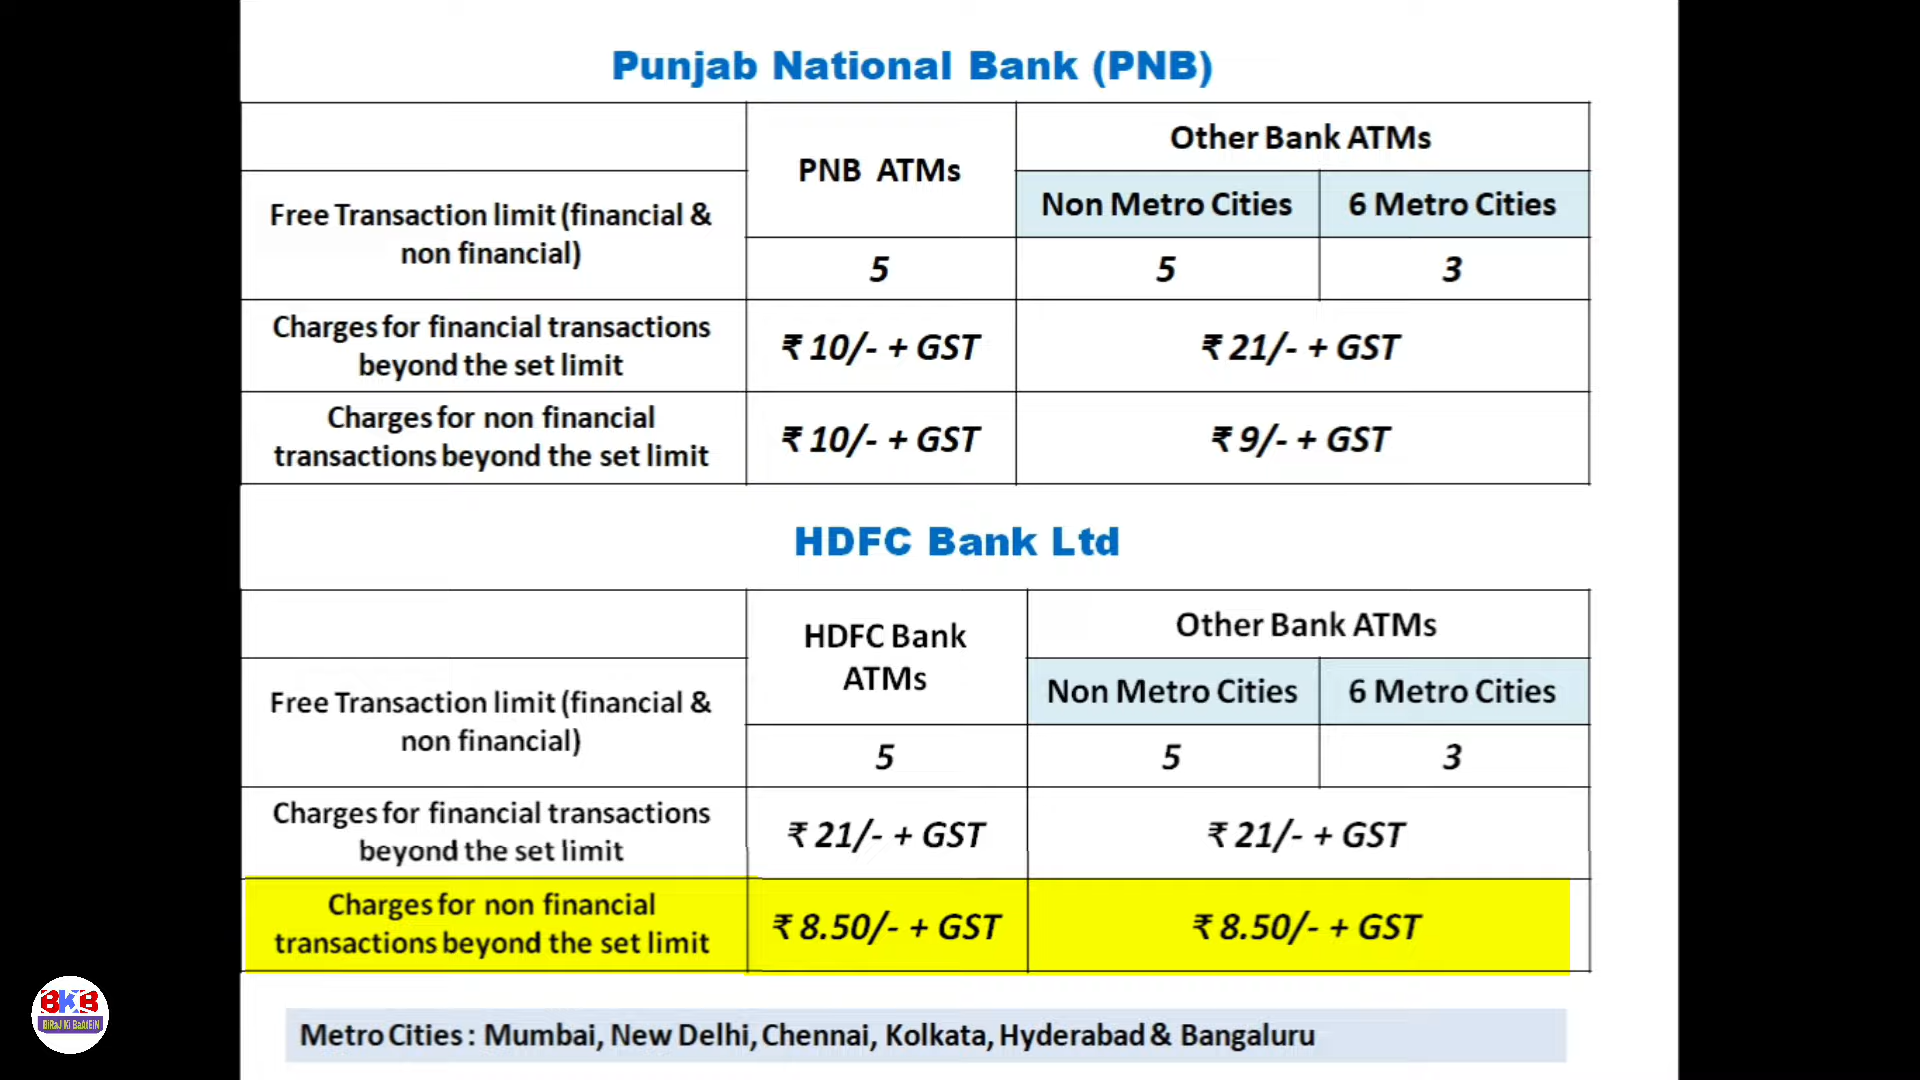 Punjab National Bank (PNB)
PNB ATMs
Other Bank ATMs
Free Transaction limit (financial &
non financial)
Non Metro Cities
6 Metro Cities
5
5
3
Charges for financial transactions
beyond the set limit
₹ 10/- + GST
₹ 21/- + GST
Charges for non financial
transactions beyond the set limit
₹ 10/- + GST
₹ 9/- + GST
HDFC Bank Ltd
HDFC Bank
ATMs
Other Bank ATMs
Free Transaction limit (financial &
non financial)
Non Metro Cities
6 Metro Cities
5
5
3
Charges for financial transactions
beyond the set limit
₹ 21/- + GST
₹ 21/- + GST
Charges for non financial
transactions beyond the set limit
₹ 8.50/- + GST
₹ 8.50/- + GST
BKB
BiRaJ Ki BaAtEiN
Metro Cities : Mumbai, New Delhi, Chennai, Kolkata, Hyderabad & Bangaluru